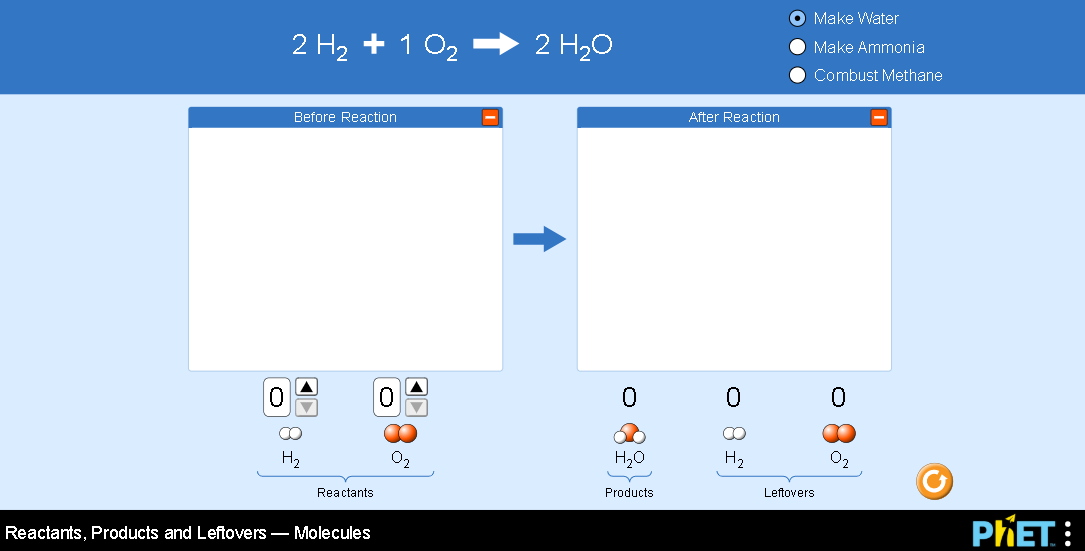 2 H₂ + 1 O₂ → 2 H₂O
Make Water
Make Ammonia
Combust Methane
Before Reaction
After Reaction
0 0 0 0 0
H₂ O₂ H₂O H₂ O₂
Reactants Products Leftovers
Reactants, Products and Leftovers — Molecules
PhET